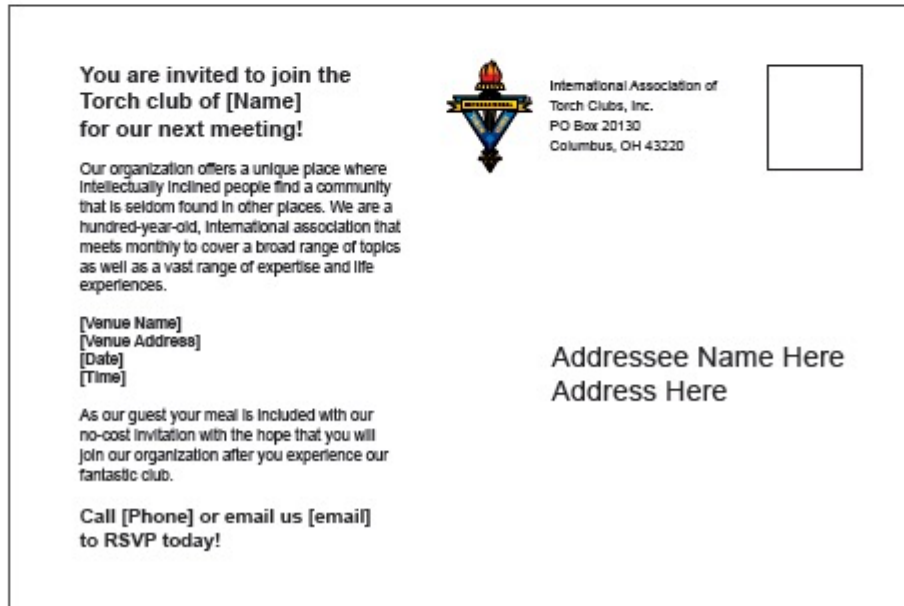 You are invited to join the
Torch club of [Name]
for our next meeting!
Our organization offers a unique place where
intellectually inclined people find a community
that is seldom found in other places. We are a
hundred-year-old, international association that
meets monthly to cover a broad range of topics
as well as a vast range of expertise and life
experiences.
[Venue Name]
[Venue Address]
[Date]
[Time]
As our guest your meal is included with our
no-cost invitation with the hope that you will
join our organization after you experience our
fantastic club.
Call [Phone] or email us [email]
to RSVP today!
INTERNATIONAL
International Association of
Torch Clubs, Inc.
PO Box 20130
Columbus, OH 43220
Addressee Name Here
Address Here